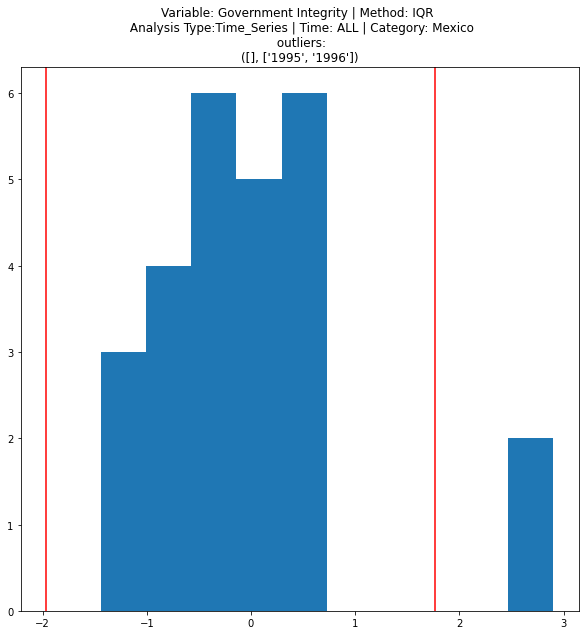 Variable: Government Integrity | Method: IQR
Analysis Type:Time_Series | Time: ALL | Category: Mexico
outliers:
([], ['1995', '1996'])
6
5
4
3
2
1
0
−2 −1 0 1 2 3